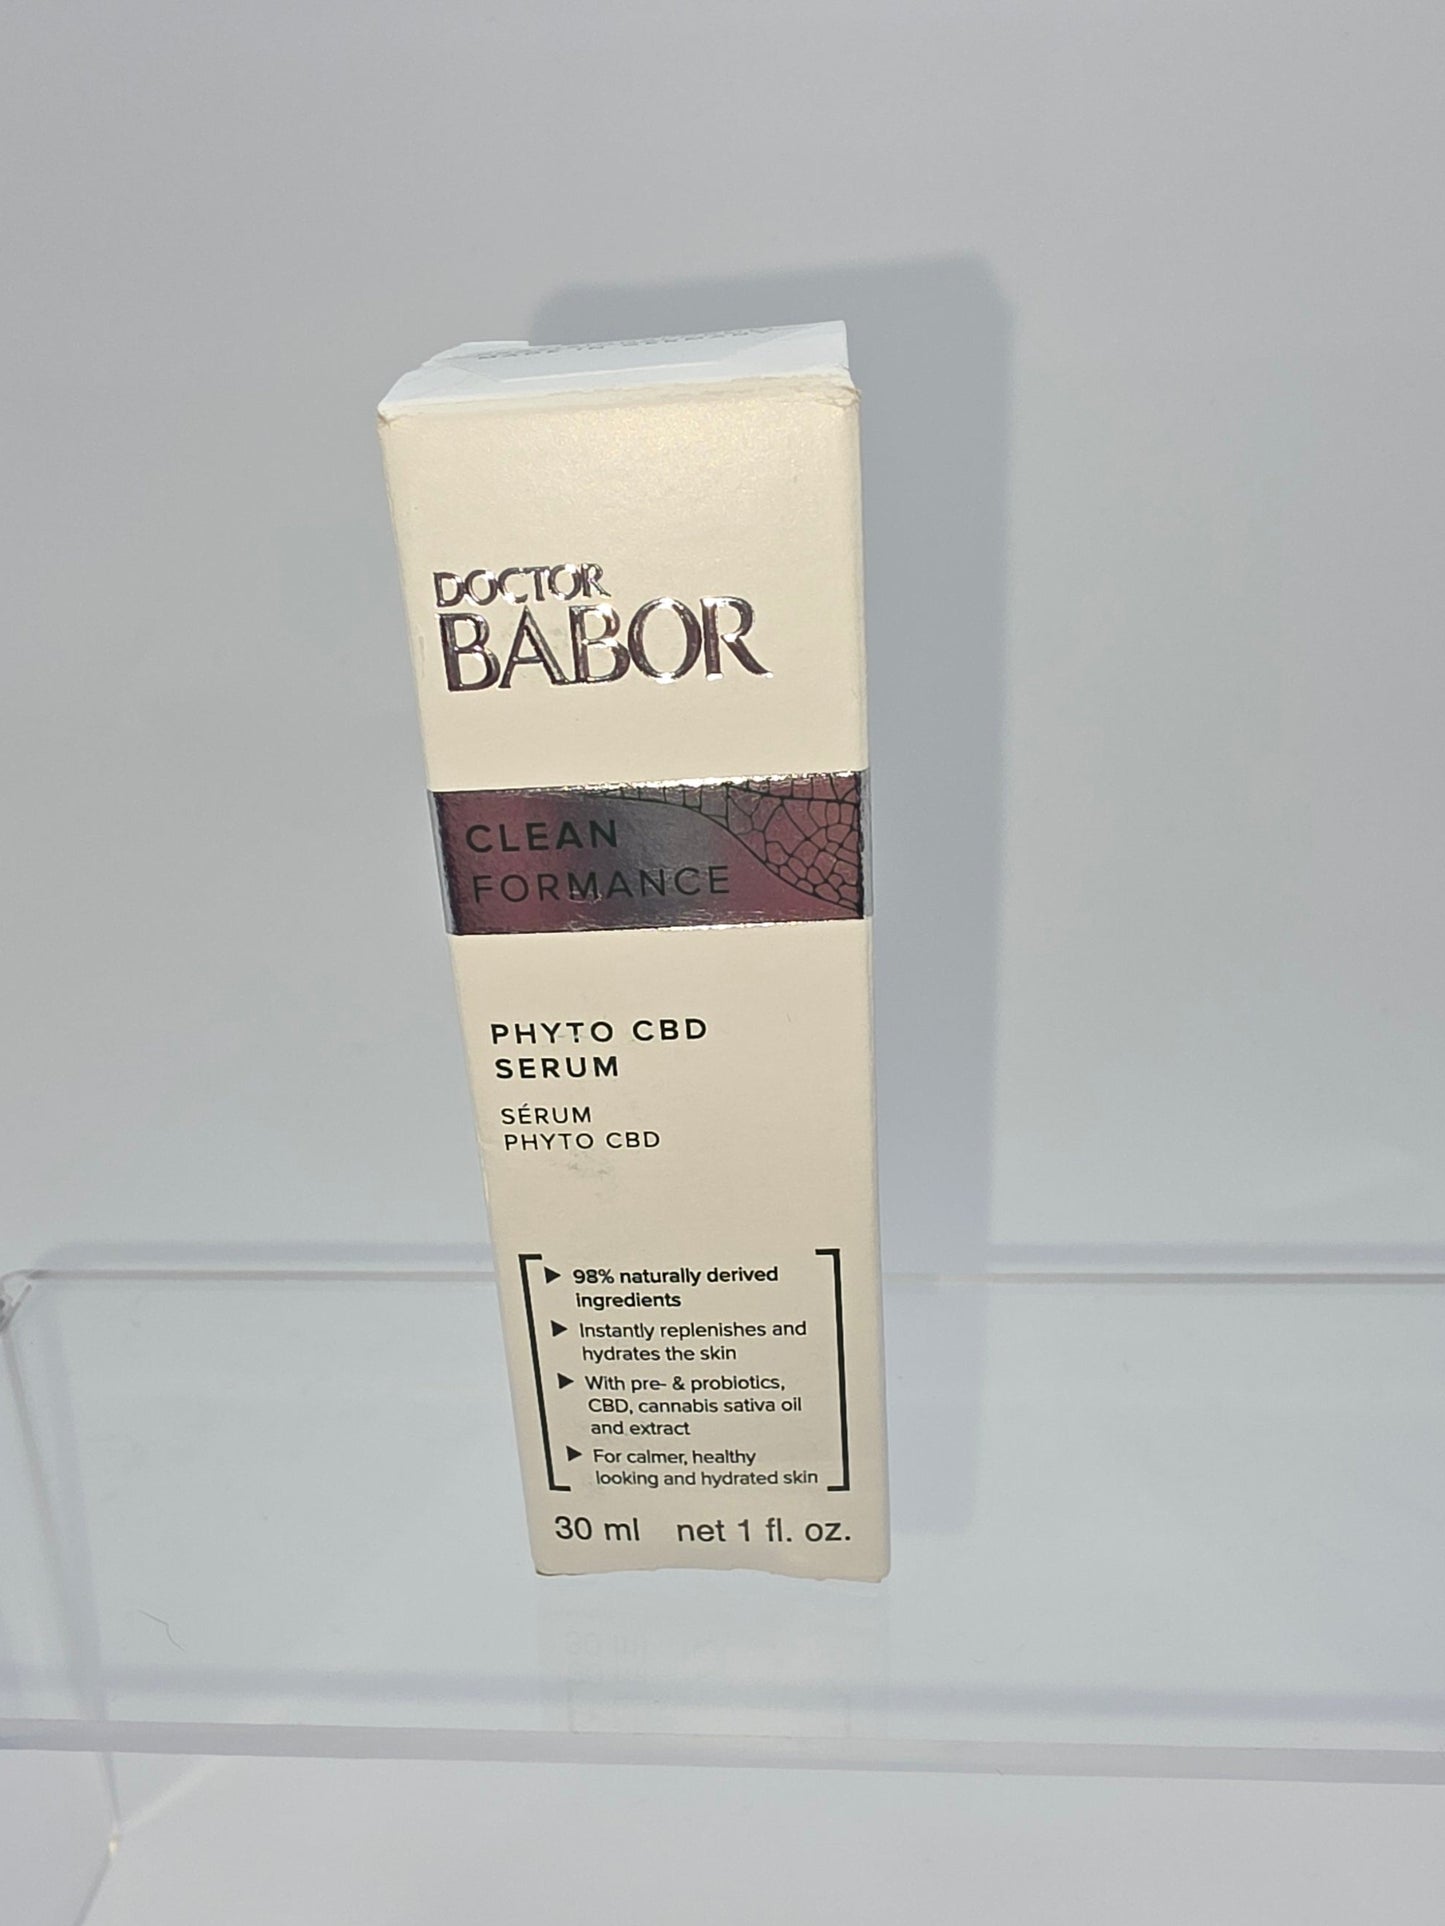 DOCTOR
BABOR
CLEAN
FORMANCE
PHYTO CBD
SERUM
SÉRUM
PHYTO CBD
▶ 98% naturally derived
ingredients
▶ Instantly replenishes and
hydrates the skin
▶ With pre- & probiotics,
CBD, cannabis sativa oil
and extract
▶ For calmer, healthy
looking and hydrated skin
30 ml net 1 fl. oz.